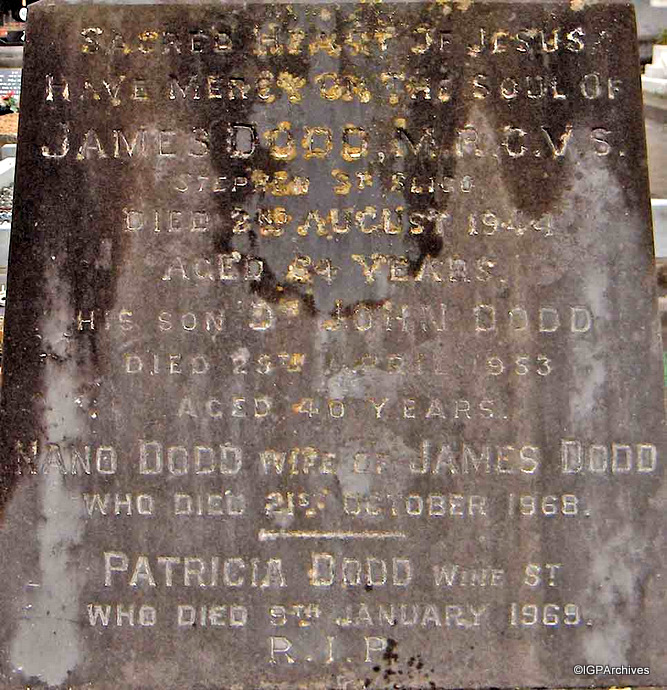 SACRED HEART OF JESUS
HAVE MERCY ON THE SOUL OF
JAMES DODD, M.R.C.V.S.
STEPHEN ST. SLIGO
DIED 2ND AUGUST 1944
AGED 84 YEARS.
HIS SON DR JOHN DODD
DIED 25TH APRIL 1953
AGED 40 YEARS.
NANO DODD WIFE OF JAMES DODD
WHO DIED 21ST OCTOBER 1968.
PATRICIA DODD WINE ST
WHO DIED 9TH JANUARY 1969.
R.I.P
©IGPArchives